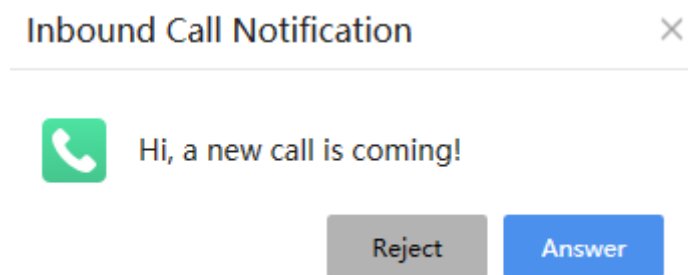 Inbound Call Notification
Hi, a new call is coming!
Reject Answer